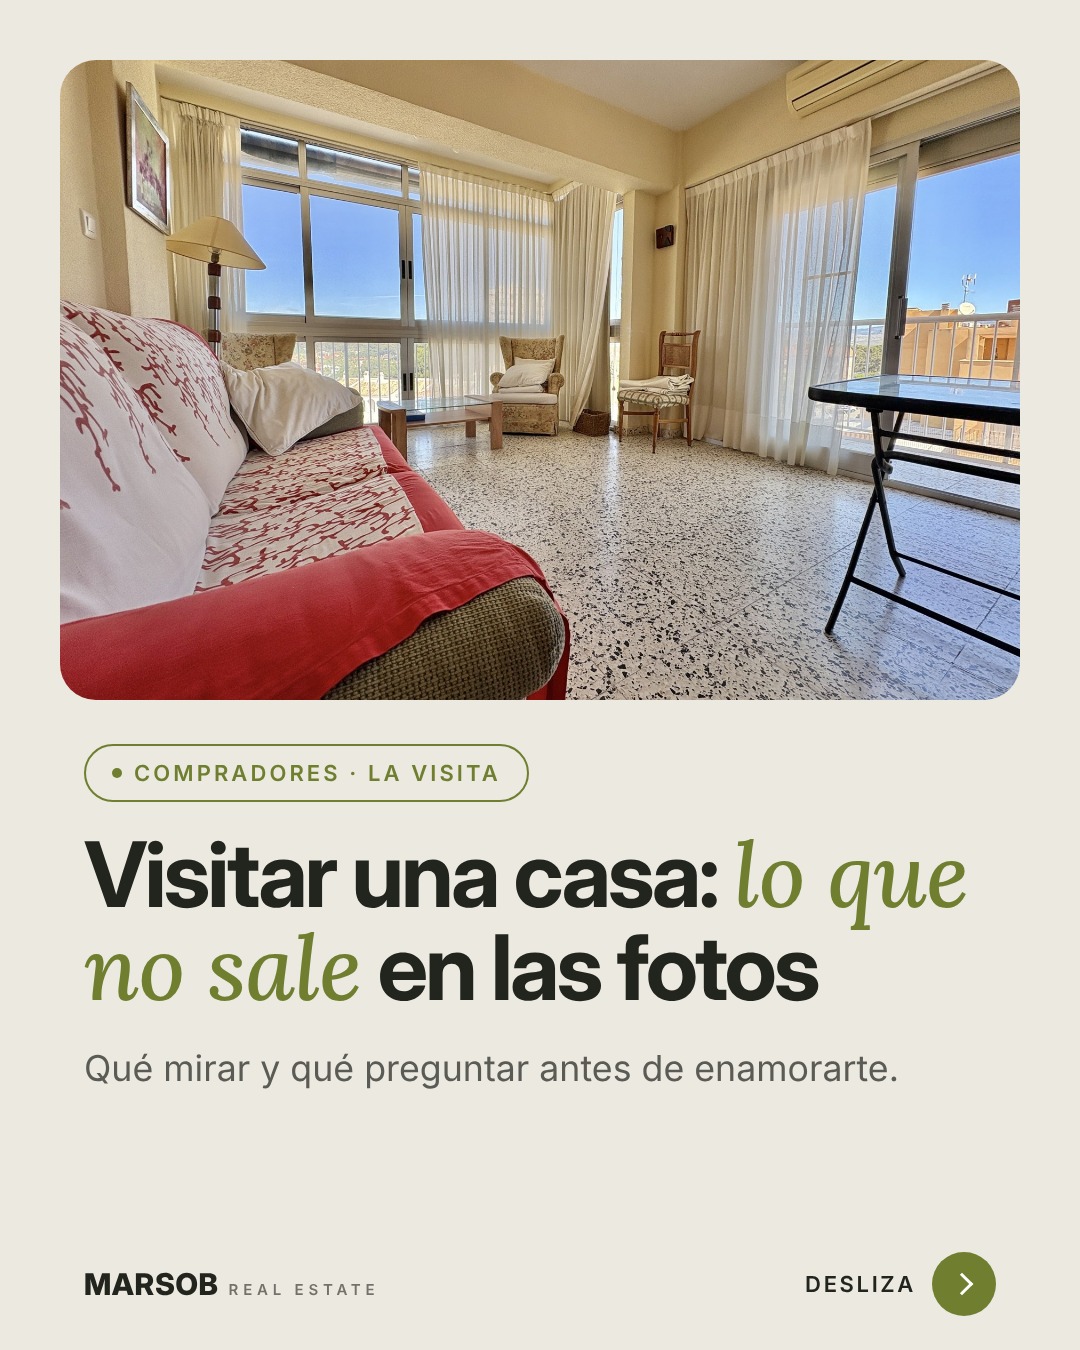 COMPRADORES · LA VISITA
Visitar una casa: lo que
no sale en las fotos
Qué mirar y qué preguntar antes de enamorarte.
MARSOB REAL ESTATE
DESLIZA